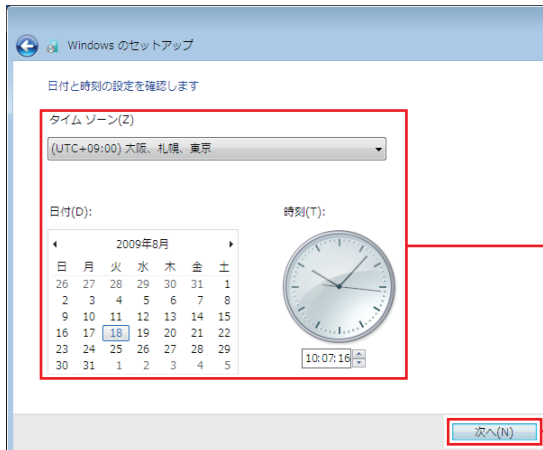 Windows のセットアップ
日付と時刻の設定を確認します
タイム ゾーン(Z)
(UTC+09:00) 大阪、札幌、東京
日付(D):
時刻(T):
2009年8月
日 月 火 水 木 金 土
26 27 28 29 30 31 1
2 3 4 5 6 7 8
9 10 11 12 13 14 15
16 17 18 19 20 21 22
23 24 25 26 27 28 29
30 31 1 2 3 4 5
10:07:16
次へ(N)